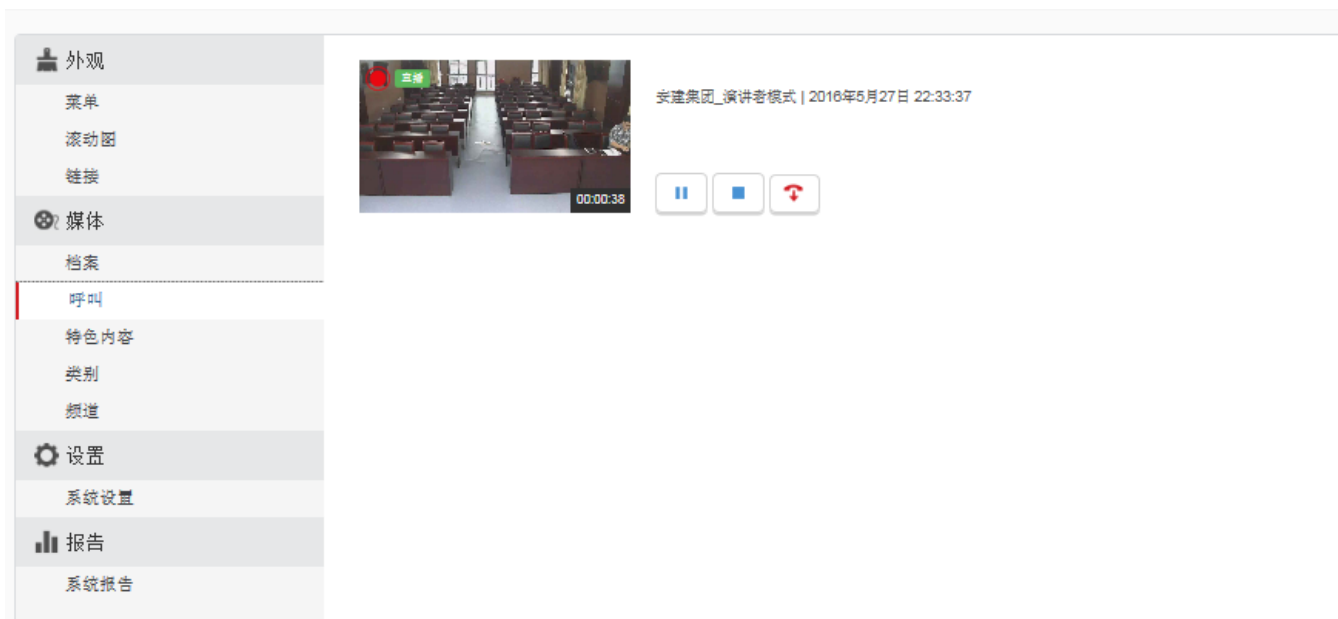 外观
菜单
滚动图
链接
媒体
档案
呼叫
特色内容
类别
频道
设置
系统设置
报告
系统报告
直播
00:00:38
安建集团_演讲者模式 | 2016年5月27日 22:33:37